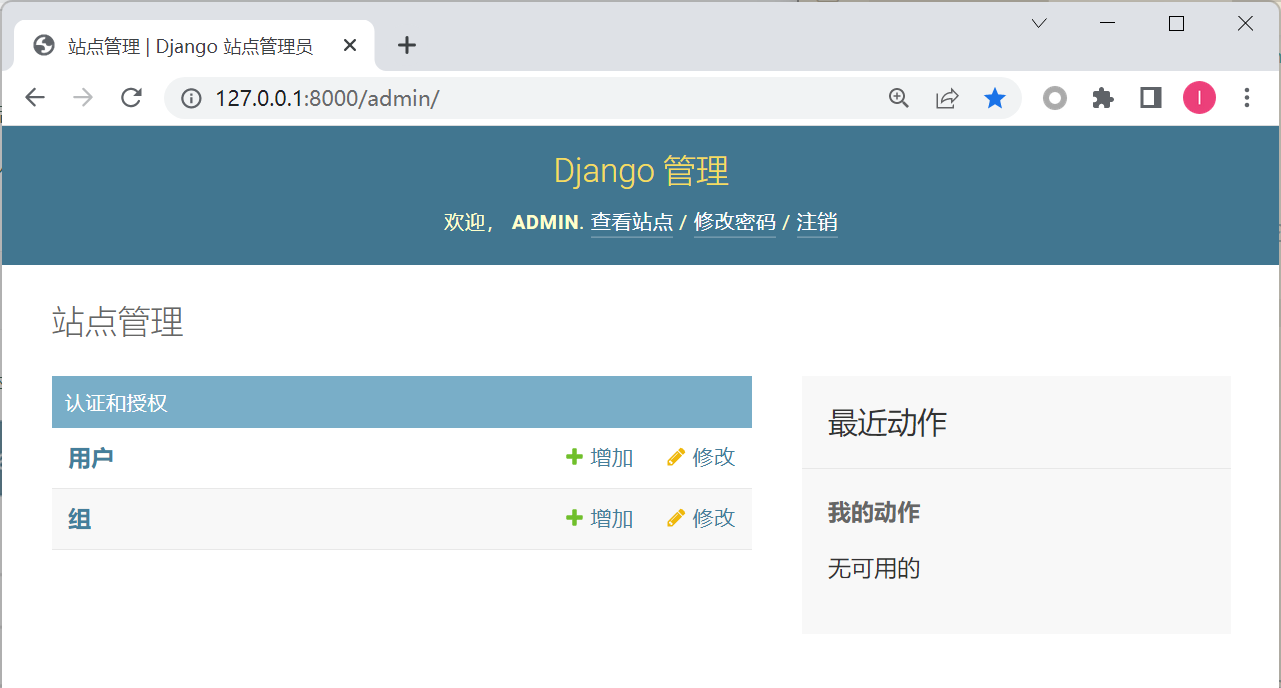 站点管理 | Django 站点管理员
127.0.0.1:8000/admin/
I
Django 管理
欢迎， ADMIN. 查看站点 / 修改密码 / 注销
站点管理
认证和授权
用户 增加 修改
组 增加 修改
最近动作
我的动作
无可用的